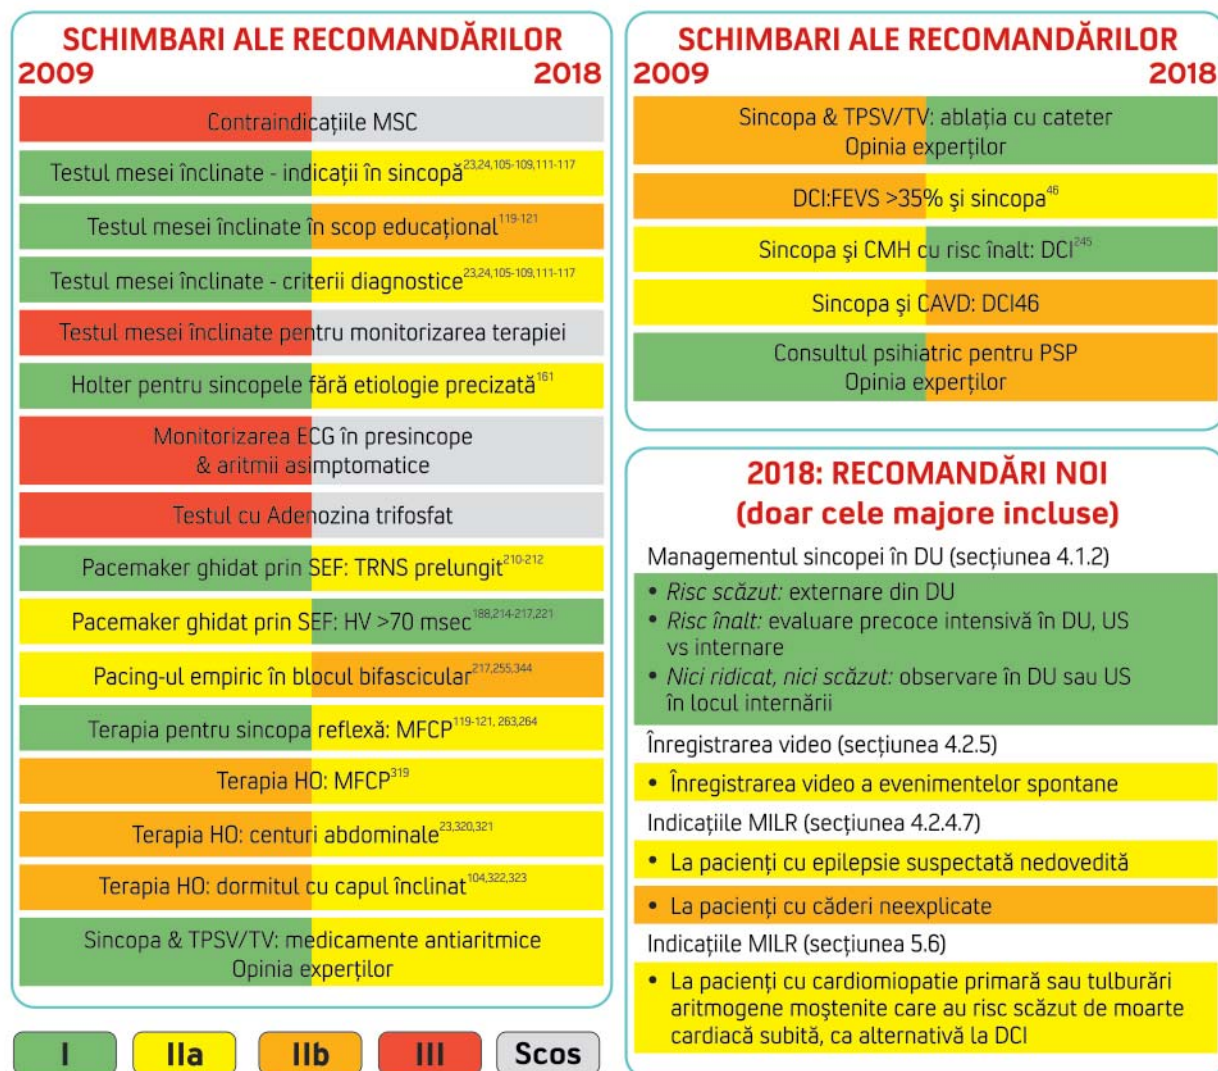 SCHIMBARI ALE RECOMANDĂRILOR
2009 2018
Contraindicațiile MSC
Testul mesei înclinate - indicații în sincopă23,24,105-109,111-117
Testul mesei înclinate în scop educațional119-121
Testul mesei înclinate - criterii diagnostice23,24,105-109,111-117
Testul mesei înclinate pentru monitorizarea terapiei
Holter pentru sincopele fără etiologie precizată161
Monitorizarea ECG în presincope
& aritmii asimptomatice
Testul cu Adenozina trifosfat
Pacemaker ghidat prin SEF: TRNS prelungit210-212
Pacemaker ghidat prin SEF: HV >70 msec188,214-217,221
Pacing-ul empiric în blocul bifascicular217,255,344
Terapia pentru sincopa reflexă: MFCP119-121, 263,264
Terapia HO: MFCP319
Terapia HO: centuri abdominale23,320,321
Terapia HO: dormitul cu capul înclinat104,322,323
Sincopa & TPSV/TV: medicamente antiaritmice
Opinia experților
I IIa IIb III Scos
SCHIMBARI ALE RECOMANDĂRILOR
2009 2018
Sincopa & TPSV/TV: ablația cu cateter
Opinia experților
DCI:FEVS >35% și sincopa46
Sincopa și CMH cu risc înalt: DCI245
Sincopa și CAVD: DCI46
Consultul psihiatric pentru PSP
Opinia experților
2018: RECOMANDĂRI NOI
(doar cele majore incluse)
Managementul sincopei în DU (secțiunea 4.1.2)
• Risc scăzut: externare din DU
• Risc înalt: evaluare precoce intensivă în DU, US
vs internare
• Nici ridicat, nici scăzut: observare în DU sau US
în locul internării
Înregistrarea video (secțiunea 4.2.5)
• Înregistrarea video a evenimentelor spontane
Indicațiile MILR (secțiunea 4.2.4.7)
• La pacienți cu epilepsie suspectată nedovedită
• La pacienți cu căderi neexplicate
Indicațiile MILR (secțiunea 5.6)
• La pacienți cu cardiomiopatie primară sau tulburări
aritmogene moștenite care au risc scăzut de moarte
cardiacă subită, ca alternativă la DCI